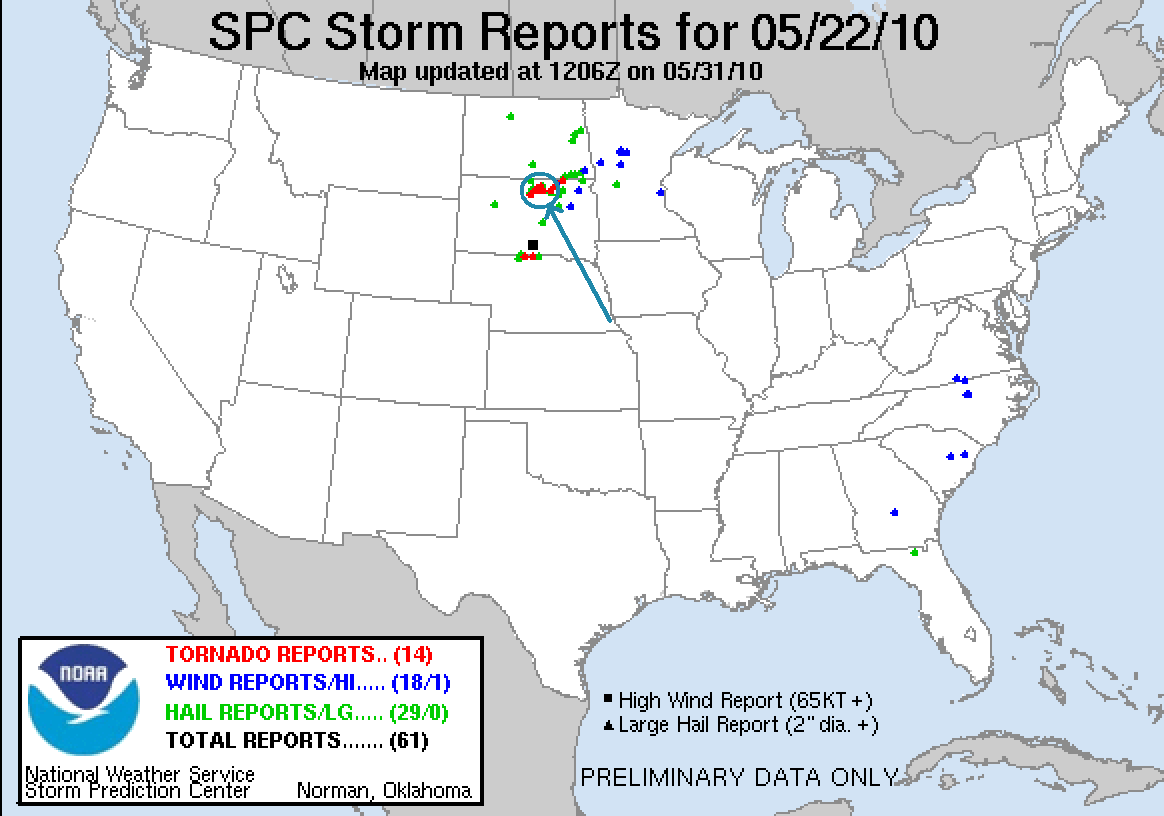 SPC Storm Reports for 05/22/10
Map updated at 1206Z on 05/31/10
NOAA
TORNADO REPORTS.. (14)
WIND REPORTS/HI..... (18/1)
HAIL REPORTS/LG..... (29/0)
TOTAL REPORTS....... (61)
National Weather Service
Storm Prediction Center Norman, Oklahoma
High Wind Report (65KT +)
Large Hail Report (2" dia. +)
PRELIMINARY DATA ONLY